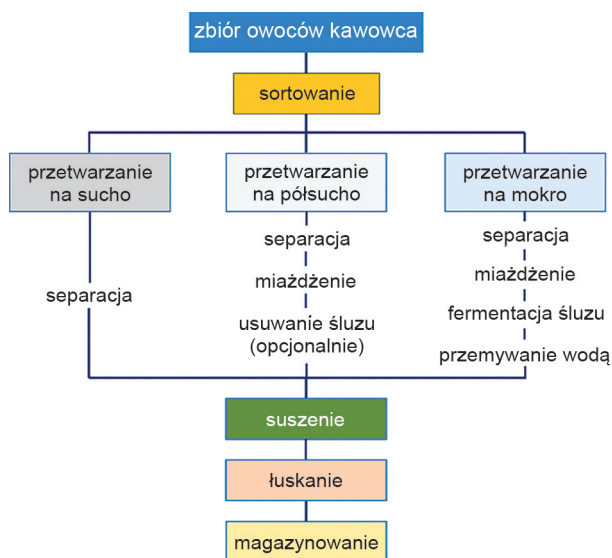 zbiór owoców kawowca
sortowanie
przetwarzanie
na sucho
separacja
przetwarzanie
na półsucho
separacja
miażdżenie
usuwanie śluzu
(opcjonalnie)
przetwarzanie
na mokro
separacja
miażdżenie
fermentacja śluzu
przemywanie wodą
suszenie
łuskanie
magazynowanie